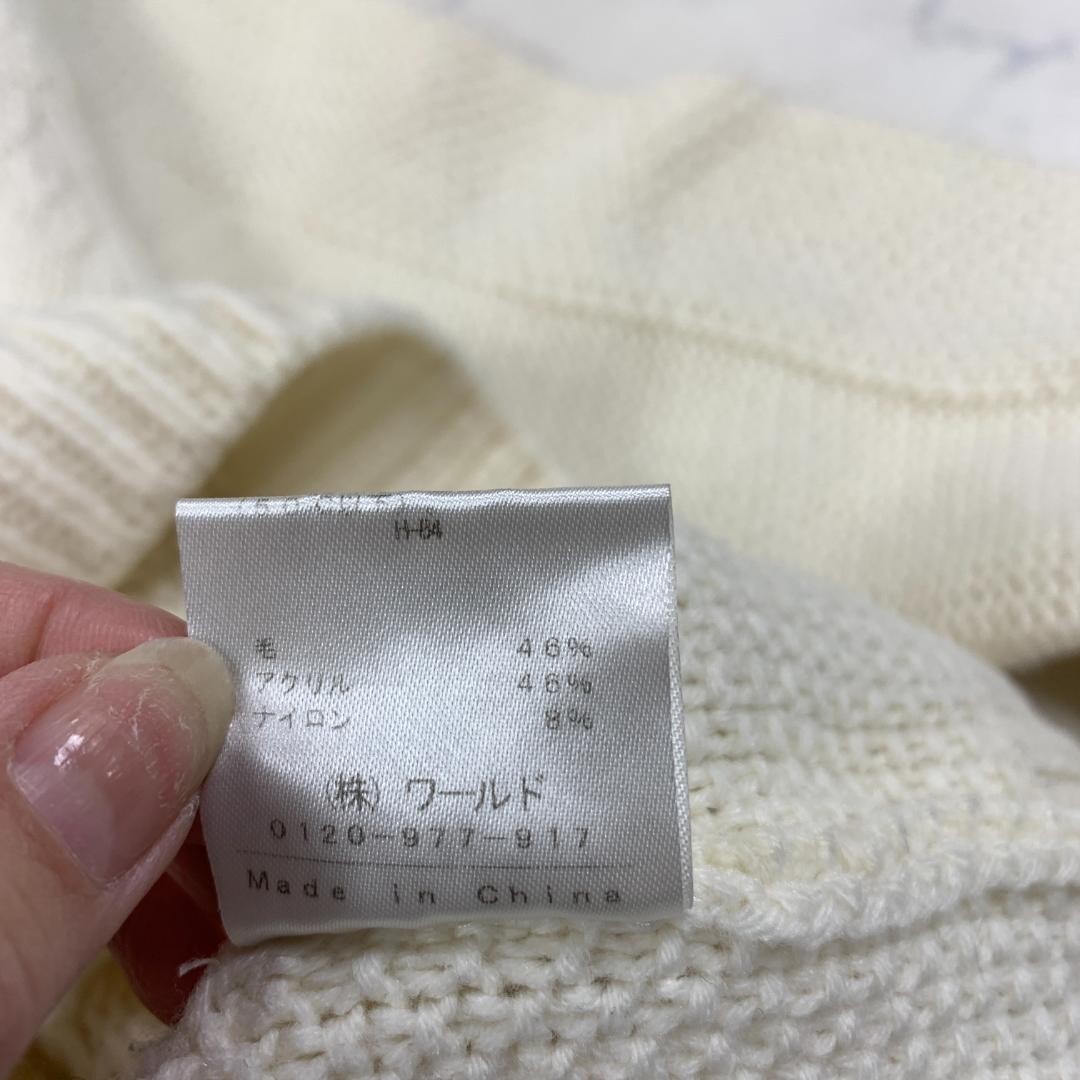 H-84
毛 46%
アクリル 46%
ナイロン 8%
(株) ワールド
0120-977-917
Made in China